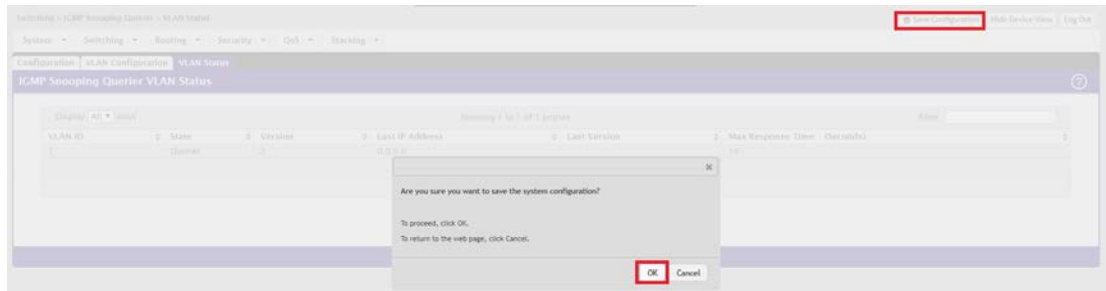 Switching > IGMP Snooping Querier > VLAN Status
Save Configuration Hide Device View Log Out
System Switching Routing Security QoS Stacking
Configuration VLAN Configuration VLAN Status
IGMP Snooping Querier VLAN Status
Display All rows Showing 1 to 1 of 1 entries Filter:
VLAN ID State Version Last IP Address Last Version Max Response Time (Seconds)
1 Querier 2 0.0.0.0 10
Are you sure you want to save the system configuration?
To proceed, click OK.
To return to the web page, click Cancel.
OK Cancel